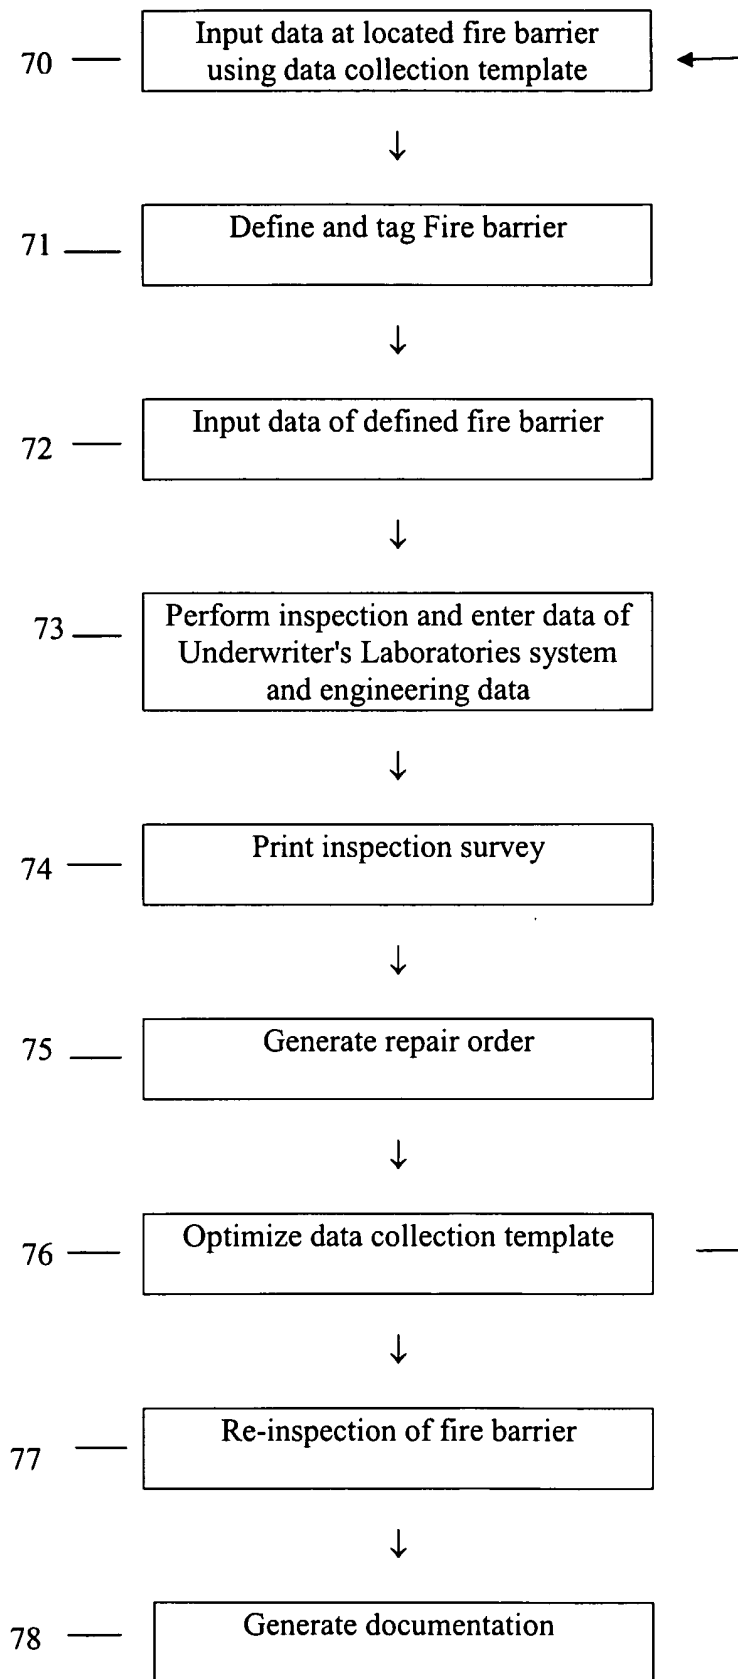 70
Input data at located fire barrier
using data collection template
71
Define and tag Fire barrier
72
Input data of defined fire barrier
73
Perform inspection and enter data of
Underwriter's Laboratories system
and engineering data
74
Print inspection survey
75
Generate repair order
76
Optimize data collection template
77
Re-inspection of fire barrier
78
Generate documentation